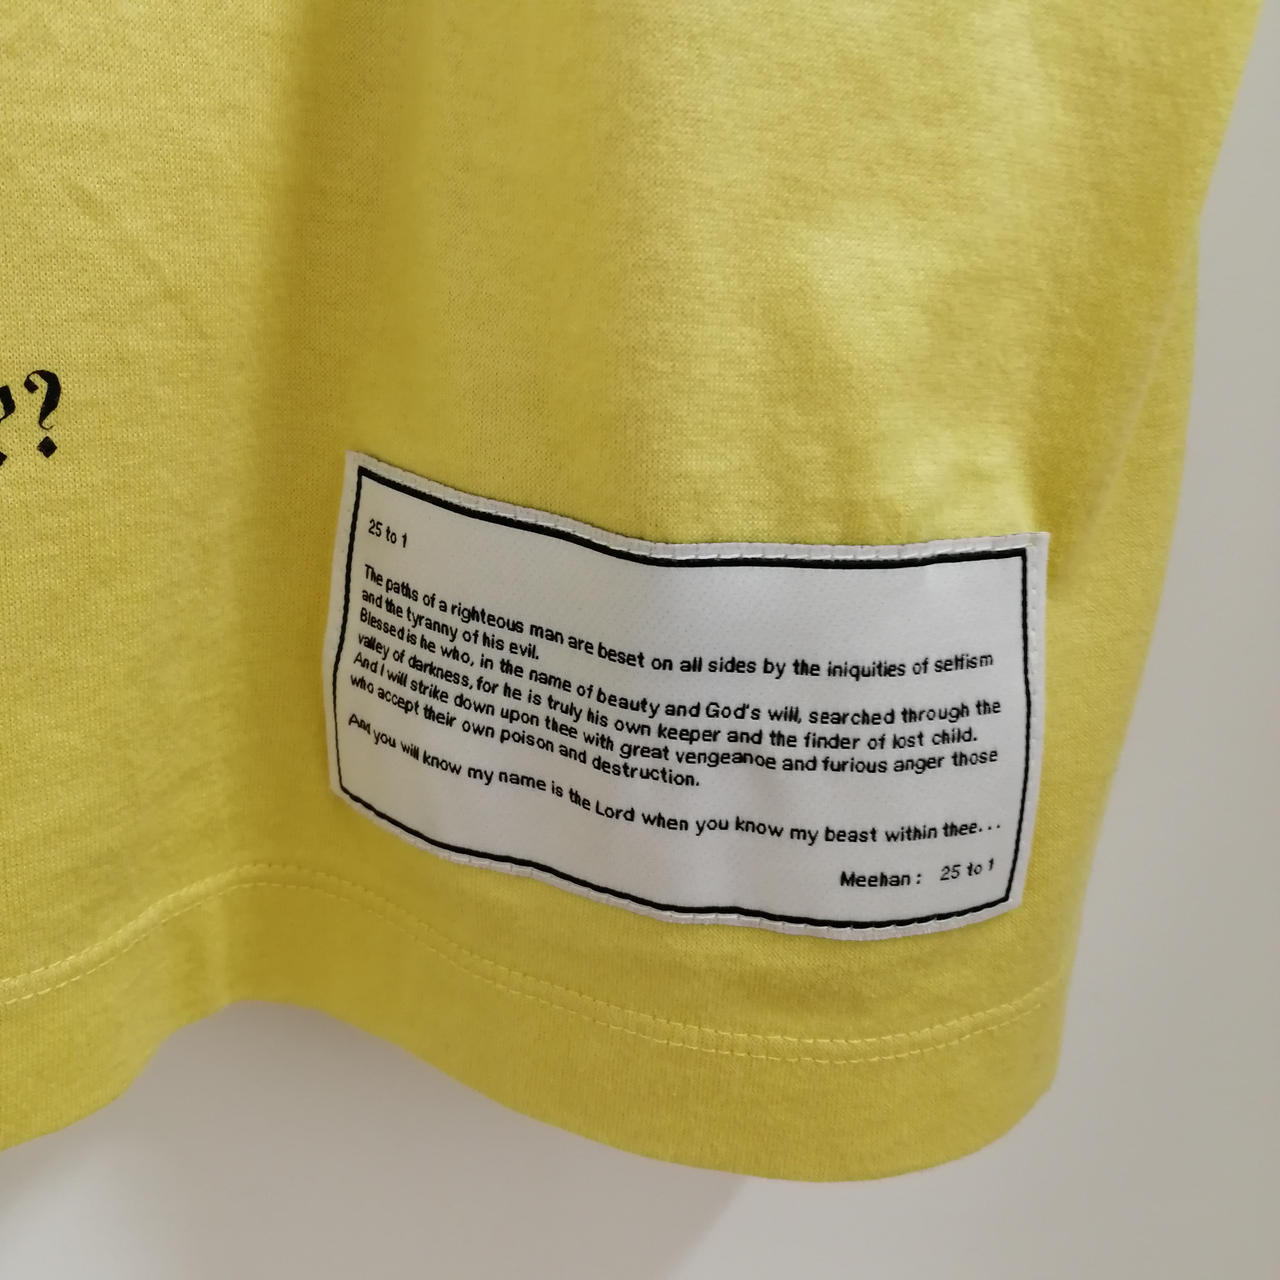 ?
25 to 1
The paths of a righteous man are beset on all sides by the iniquities of selfism
and the tyranny of his evil.
Blessed is he who, in the name of beauty and God's will, searched through the
valley of darkness, for he is truly his own keeper and the finder of lost child.
And I will strike down upon thee with great vengeance and furious anger those
who accept their own poison and destruction.
And you will know my name is the Lord when you know my beast within thee...
Meehan : 25 to 1